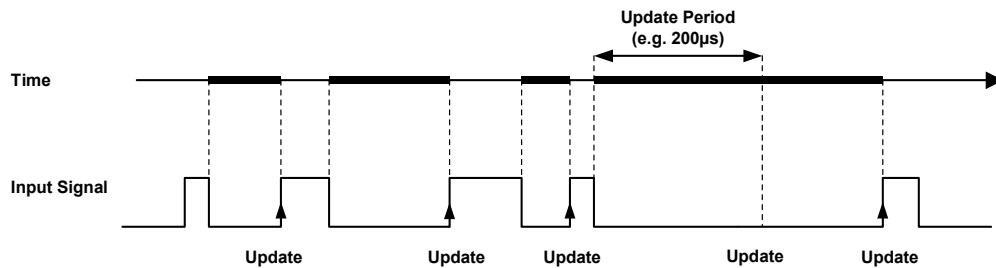 Update Period
(e.g. 200µs)
Time
Input Signal
Update Update Update Update Update